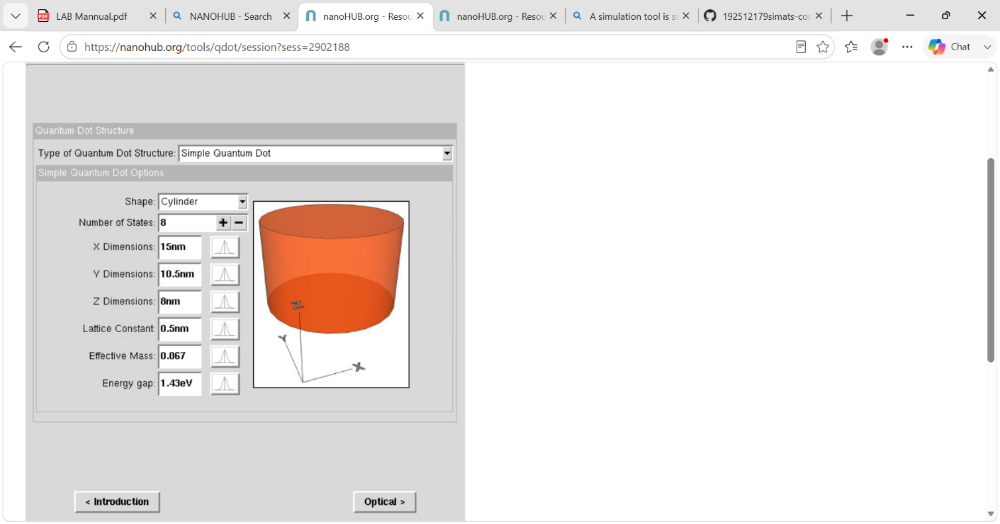 LAB Mannual.pdf
NANOHUB - Search
nanoHUB.org - Resou
nanoHUB.org - Resou
A simulation tool is so
192512179simats-con
https://nanohub.org/tools/qdot/session?sess=2902188
Chat
Quantum Dot Structure
Type of Quantum Dot Structure: Simple Quantum Dot
Simple Quantum Dot Options
Shape: Cylinder
Number of States: 8 + −
X Dimensions: 15nm
Y Dimensions: 10.5nm
Z Dimensions: 8nm
Lattice Constant: 0.5nm
Effective Mass: 0.067
Energy gap: 1.43eV
Z
Y
X
< Introduction
Optical >